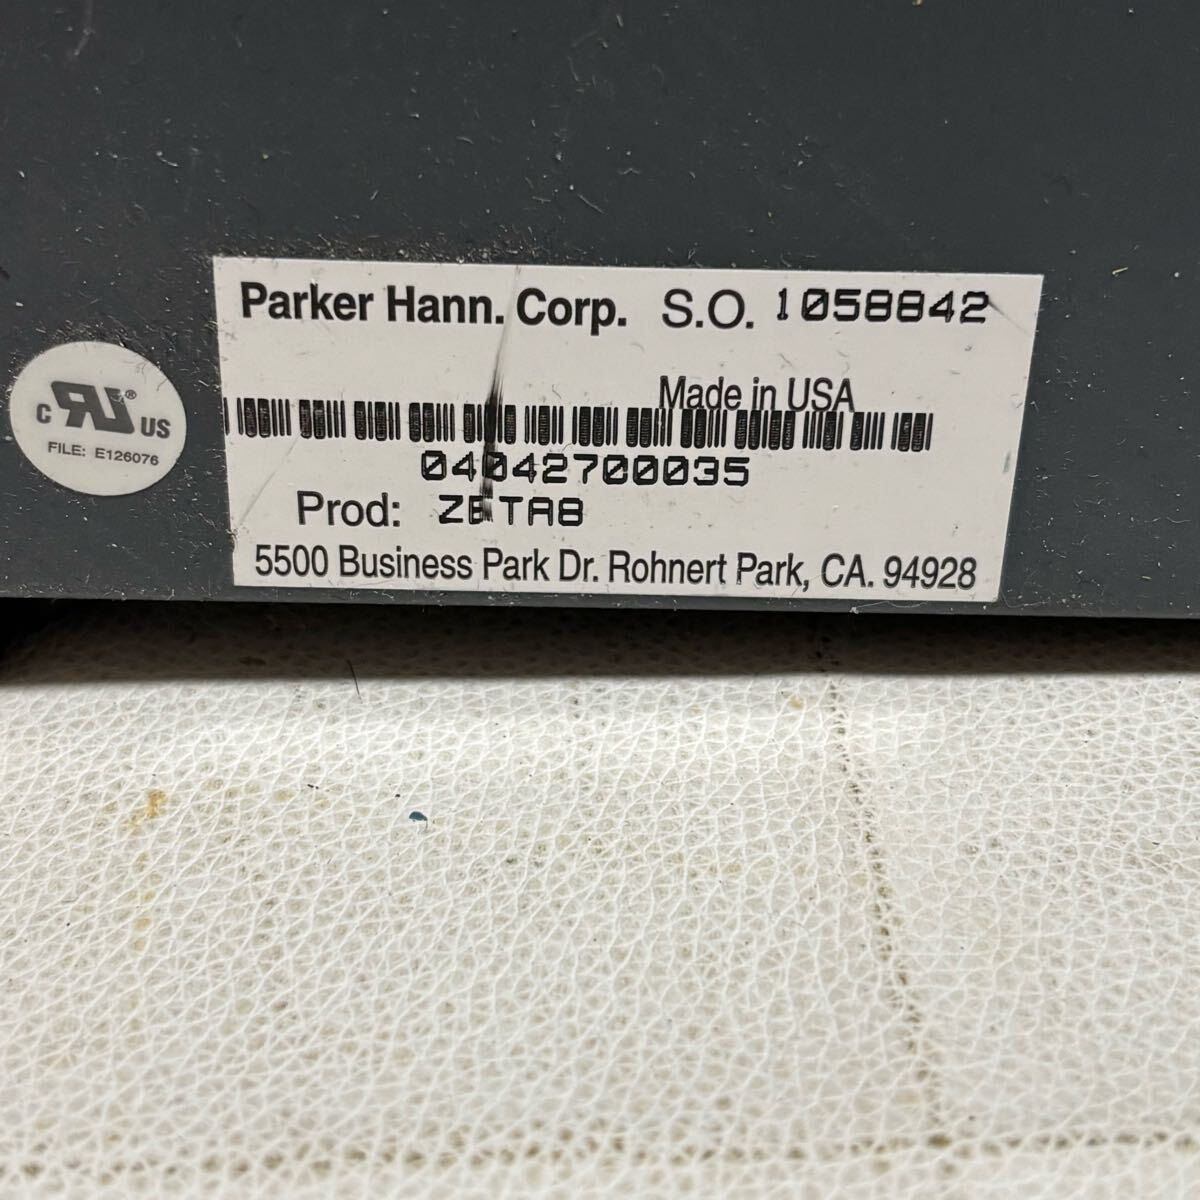 Parker Hann. Corp. S.O. 1058842
Made in USA
04042700035
Prod: ZETA8
5500 Business Park Dr. Rohnert Park, CA. 94928
C RU® US
FILE: E126076